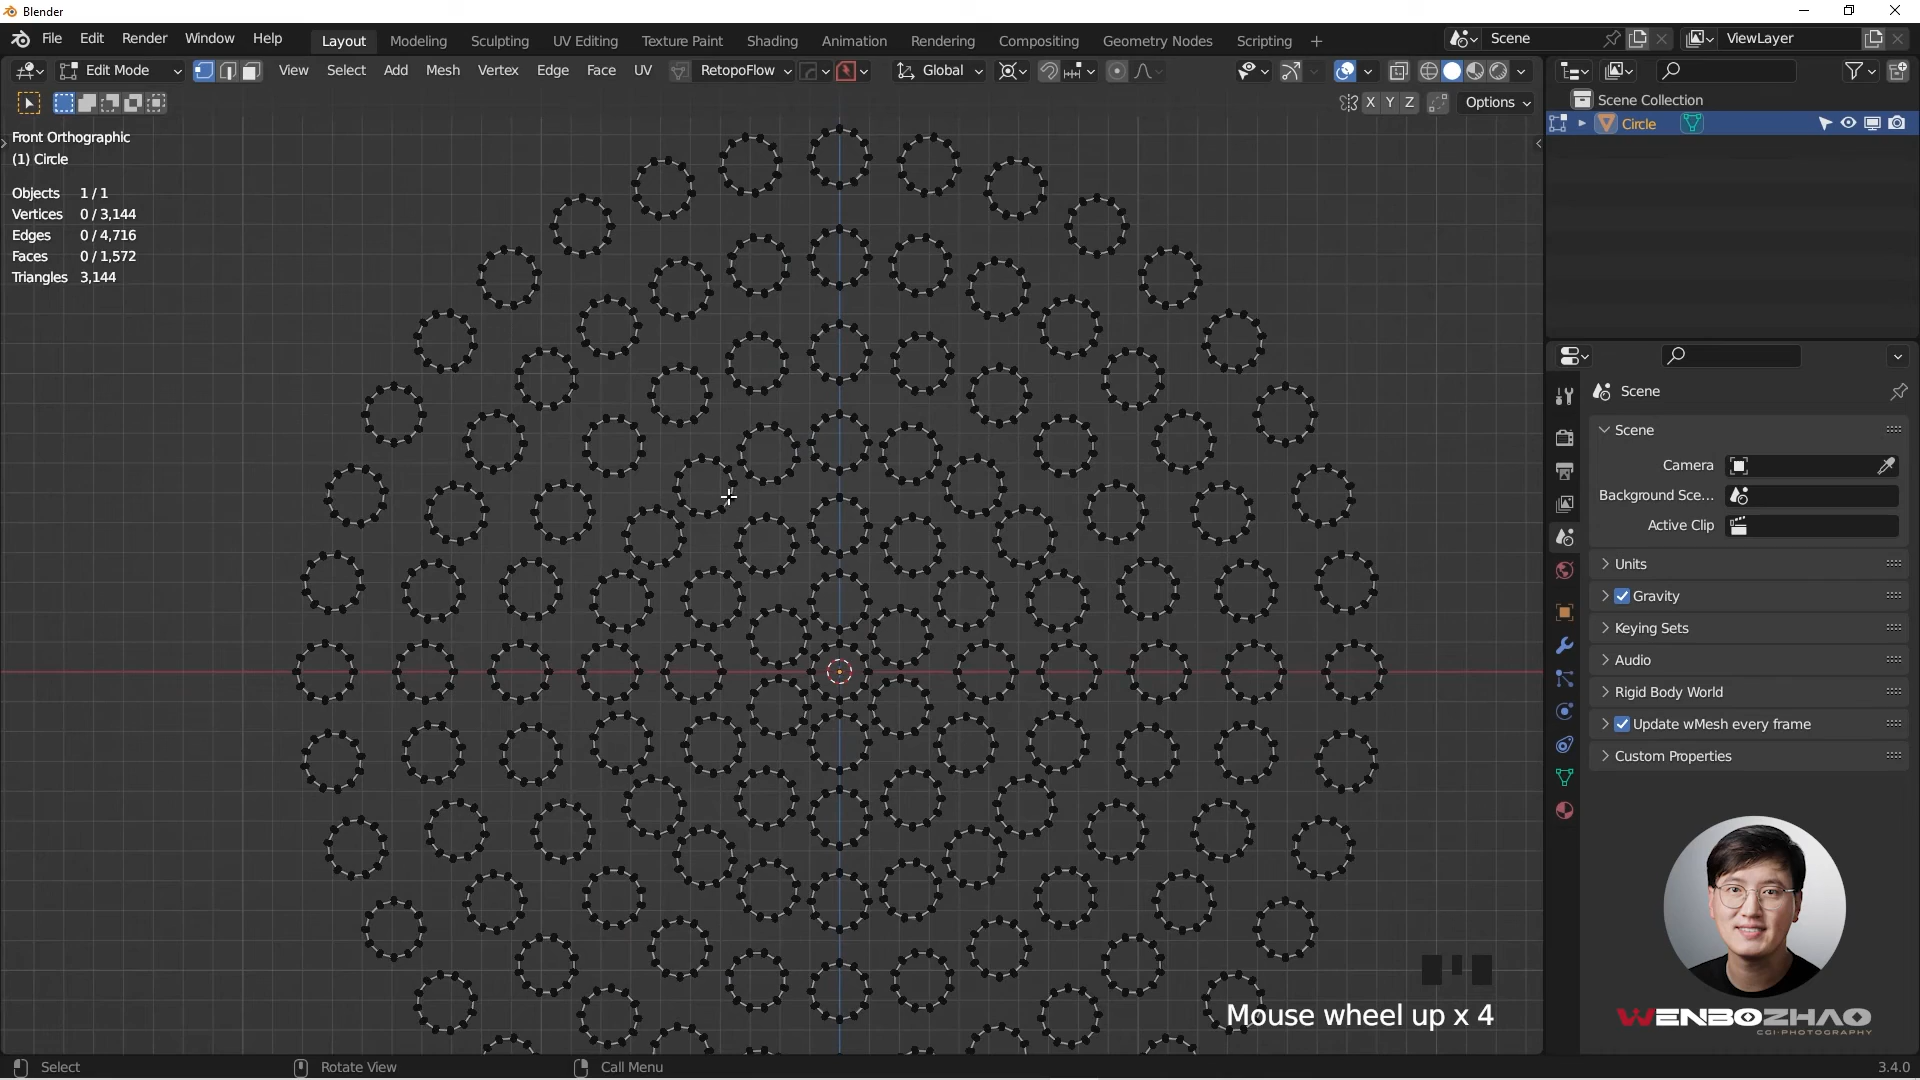 Blender
File Edit Render Window Help
Layout Modeling Sculpting UV Editing Texture Paint Shading Animation Rendering Compositing Geometry Nodes Scripting +
Scene
ViewLayer
Edit Mode View Select Add Mesh Vertex Edge Face UV RetopoFlow Global
X Y Z Options
Front Orthographic
(1) Circle
Objects 1 / 1
Vertices 0 / 3,144
Edges 0 / 4,716
Faces 0 / 1,572
Triangles 3,144
Scene Collection
Circle
Scene
Scene
Camera
Background Sce...
Active Clip
Units
Gravity
Keying Sets
Audio
Rigid Body World
Update wMesh every frame
Custom Properties
Mouse wheel up x 4
WENBOZHAO
CGI-PHOTOGRAPHY
Select Rotate View Call Menu 3.4.0